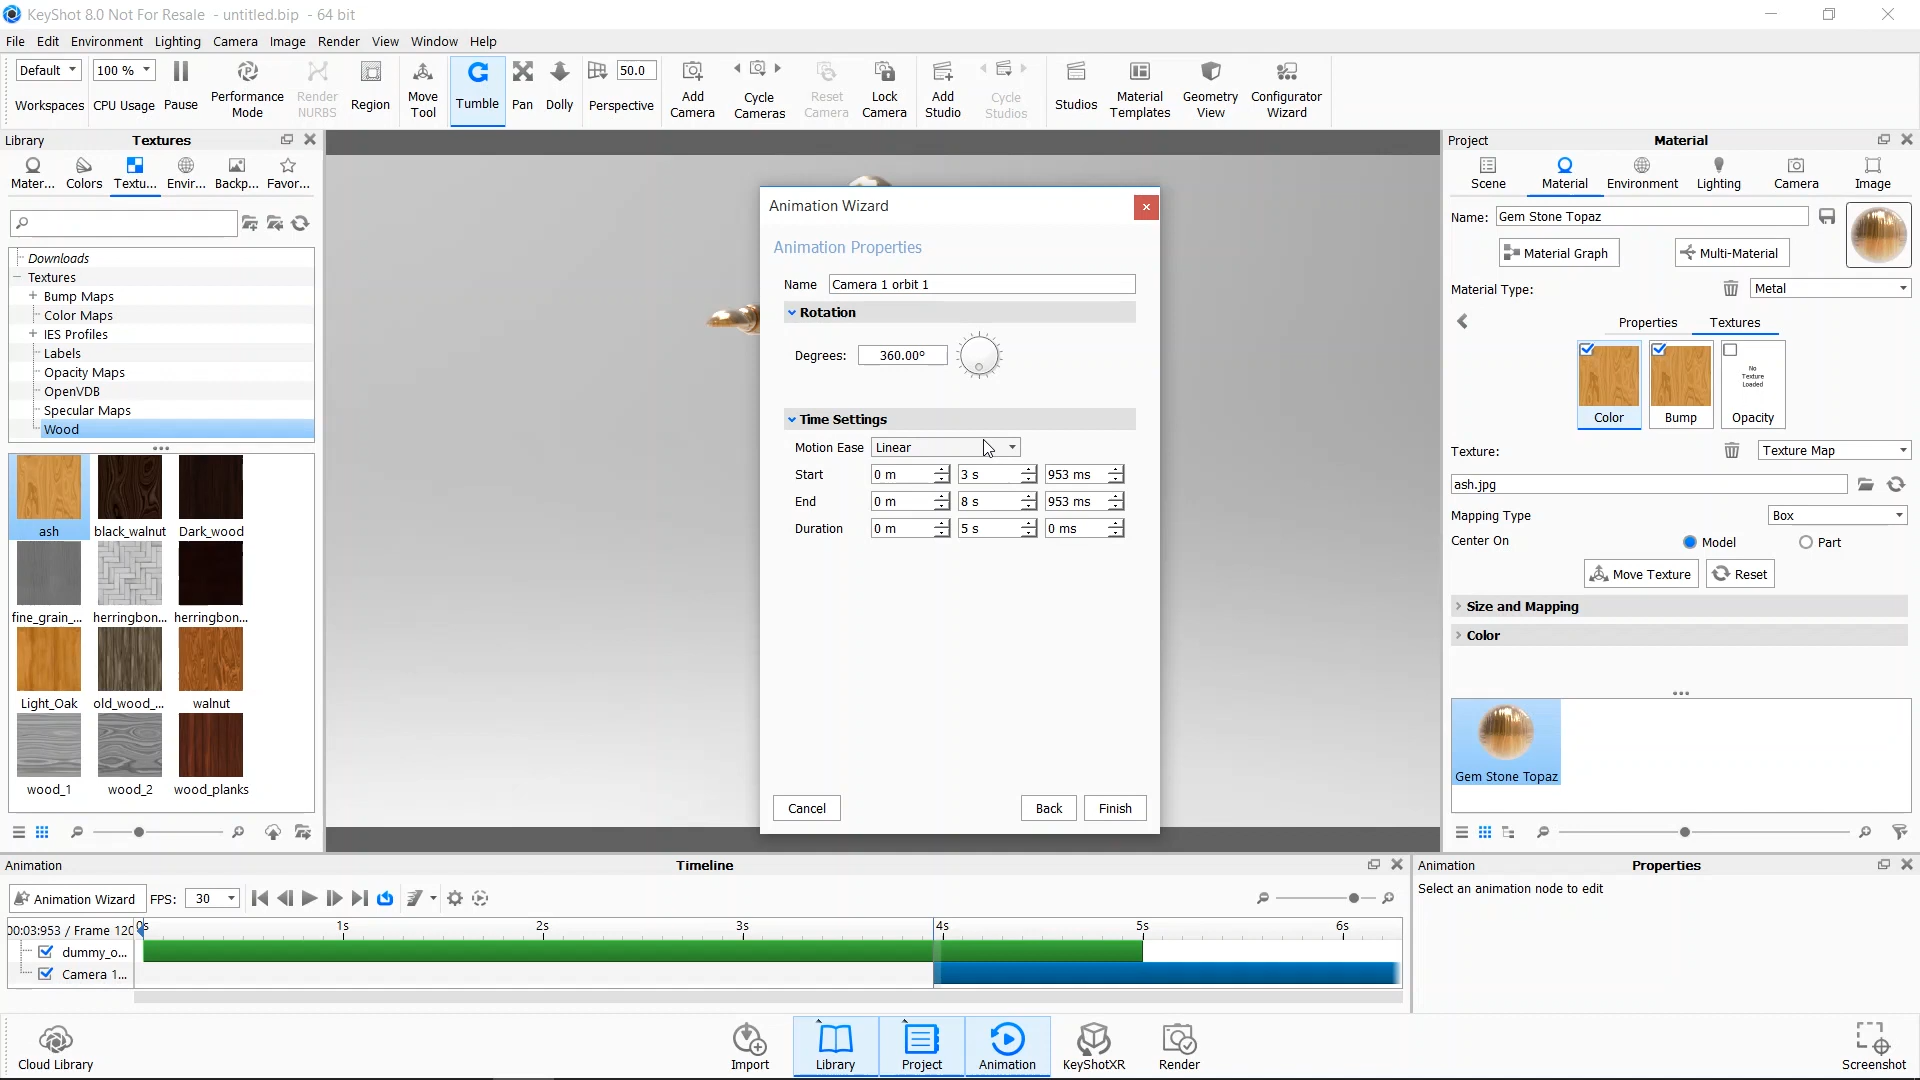 KeyShot 8.0 Not For Resale - untitled.bip - 64 bit
File Edit Environment Lighting Camera Image Render View Window Help
Default 100 % 50.0
Workspaces CPU Usage Pause Performance Mode Render NURBS Region Move Tool Tumble Pan Dolly Perspective Add Camera Cycle Cameras Reset Camera Lock Camera Add Studio Cycle Studios Studios Material Templates Geometry View Configurator Wizard
Library Textures
Mater... Colors Textu... Envir... Backp... Favor...
Downloads
Textures
Bump Maps
Color Maps
IES Profiles
Labels
Opacity Maps
OpenVDB
Specular Maps
Wood
ash black_walnut Dark_wood
fine_grain_... herringbon... herringbon...
Light_Oak old_wood_... walnut
wood_1 wood_2 wood_planks
Animation Wizard
Animation Properties
Name Camera 1 orbit 1
Rotation
Degrees: 360.00°
Time Settings
Motion Ease Linear
Start 0 m 3 s 953 ms
End 0 m 8 s 953 ms
Duration 0 m 5 s 0 ms
Cancel Back Finish
Project Material
Scene Material Environment Lighting Camera Image
Name: Gem Stone Topaz
Material Graph Multi-Material
Material Type: Metal
Properties Textures
No Texture Loaded
Color Bump Opacity
Texture: Texture Map
ash.jpg
Mapping Type Box
Center On Model Part
Move Texture Reset
Size and Mapping
Color
Gem Stone Topaz
Animation Timeline
Animation Wizard FPS: 30
00:03:953 / Frame 120 0s 1s 2s 3s 4s 5s 6s
dummy_o...
Camera 1...
Animation Properties
Select an animation node to edit
Cloud Library Import Library Project Animation KeyShotXR Render Screenshot